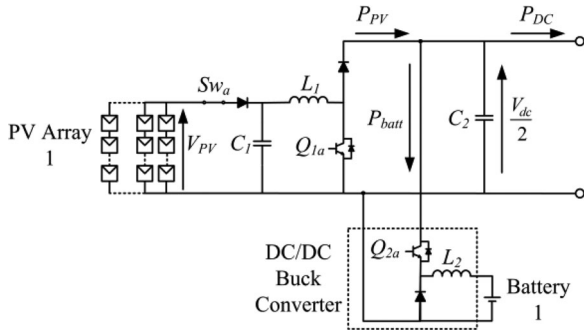 P_PV
P_DC
Sw_a
L_1
PV Array
1
V_PV
C_1
Q_1a
P_batt
C_2
V_dc
2
DC/DC
Buck
Converter
Q_2a
L_2
Battery
1